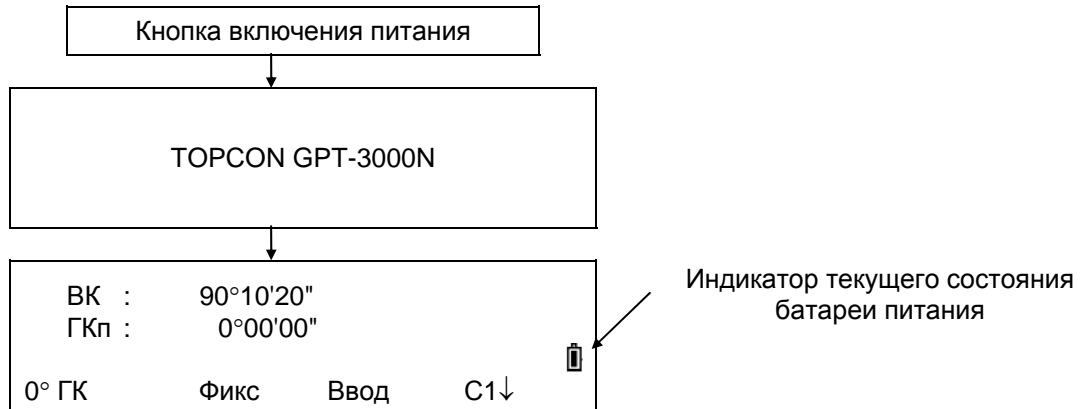 Кнопка включения питания
TOPCON GPT-3000N
ВК : 90°10'20"
ГКп : 0°00'00"
Индикатор текущего состояния
батареи питания
0° ГК Фикс Ввод С1↓